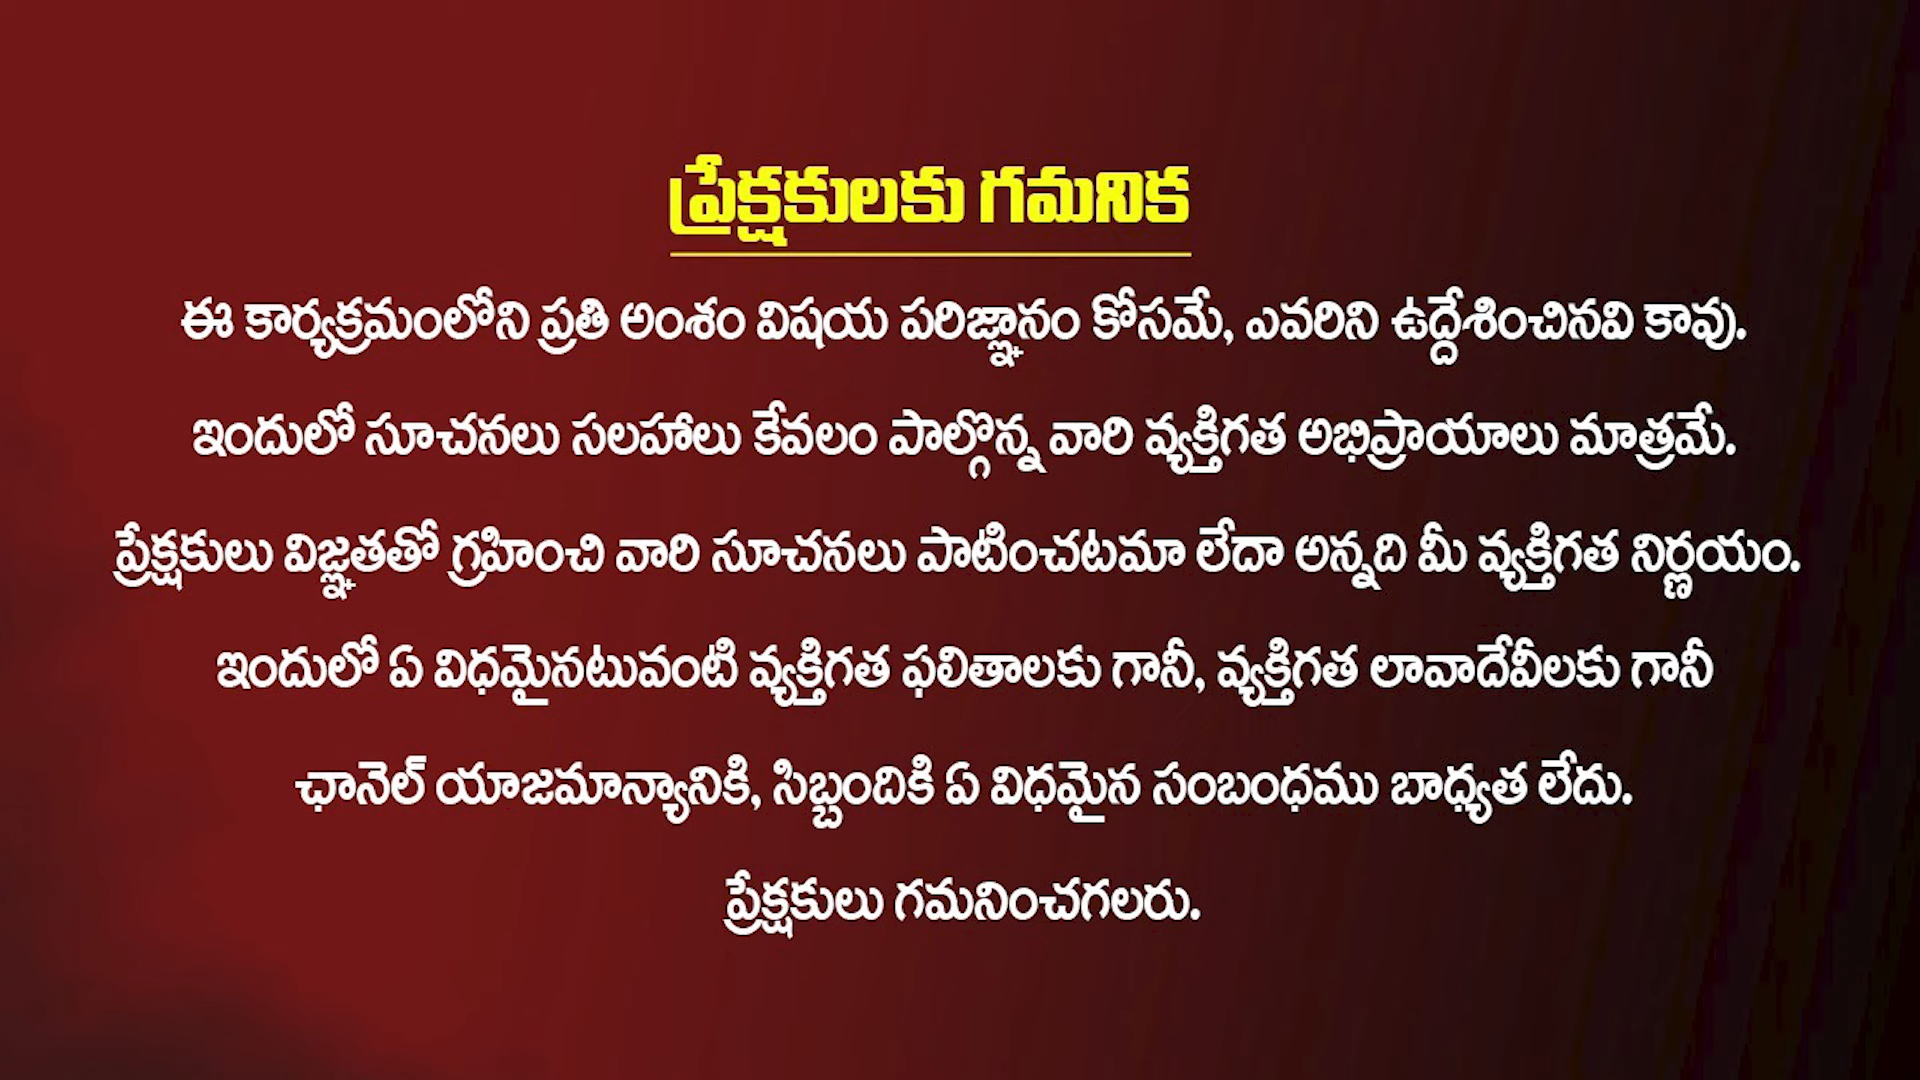 ప్రేక్షకులకు గమనిక
ఈ కార్యక్రమంలోని ప్రతి అంశం విషయ పరిజ్ఞానం కోసమే, ఎవరిని ఉద్దేశించినవి కావు.
ఇందులో సూచనలు సలహాలు కేవలం పాల్గొన్న వారి వ్యక్తిగత అభిప్రాయాలు మాత్రమే.
ప్రేక్షకులు విజ్ఞతతో గ్రహించి వారి సూచనలు పాటించటమా లేదా అన్నది మీ వ్యక్తిగత నిర్ణయం.
ఇందులో ఏ విధమైనటువంటి వ్యక్తిగత ఫలితాలకు గానీ, వ్యక్తిగత లావాదేవీలకు గానీ
ఛానెల్ యాజమాన్యానికి, సిబ్బందికి ఏ విధమైన సంబంధము బాధ్యత లేదు.
ప్రేక్షకులు గమనించగలరు.